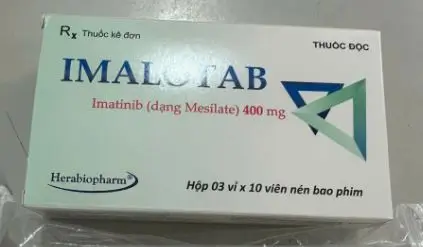 Rx Thuốc kê đơn
THUỐC ĐỘC
IMALOTAB
Imatinib (dạng Mesilate) 400 mg
Herabiopharm®
Hộp 03 vỉ x 10 viên nén bao phim